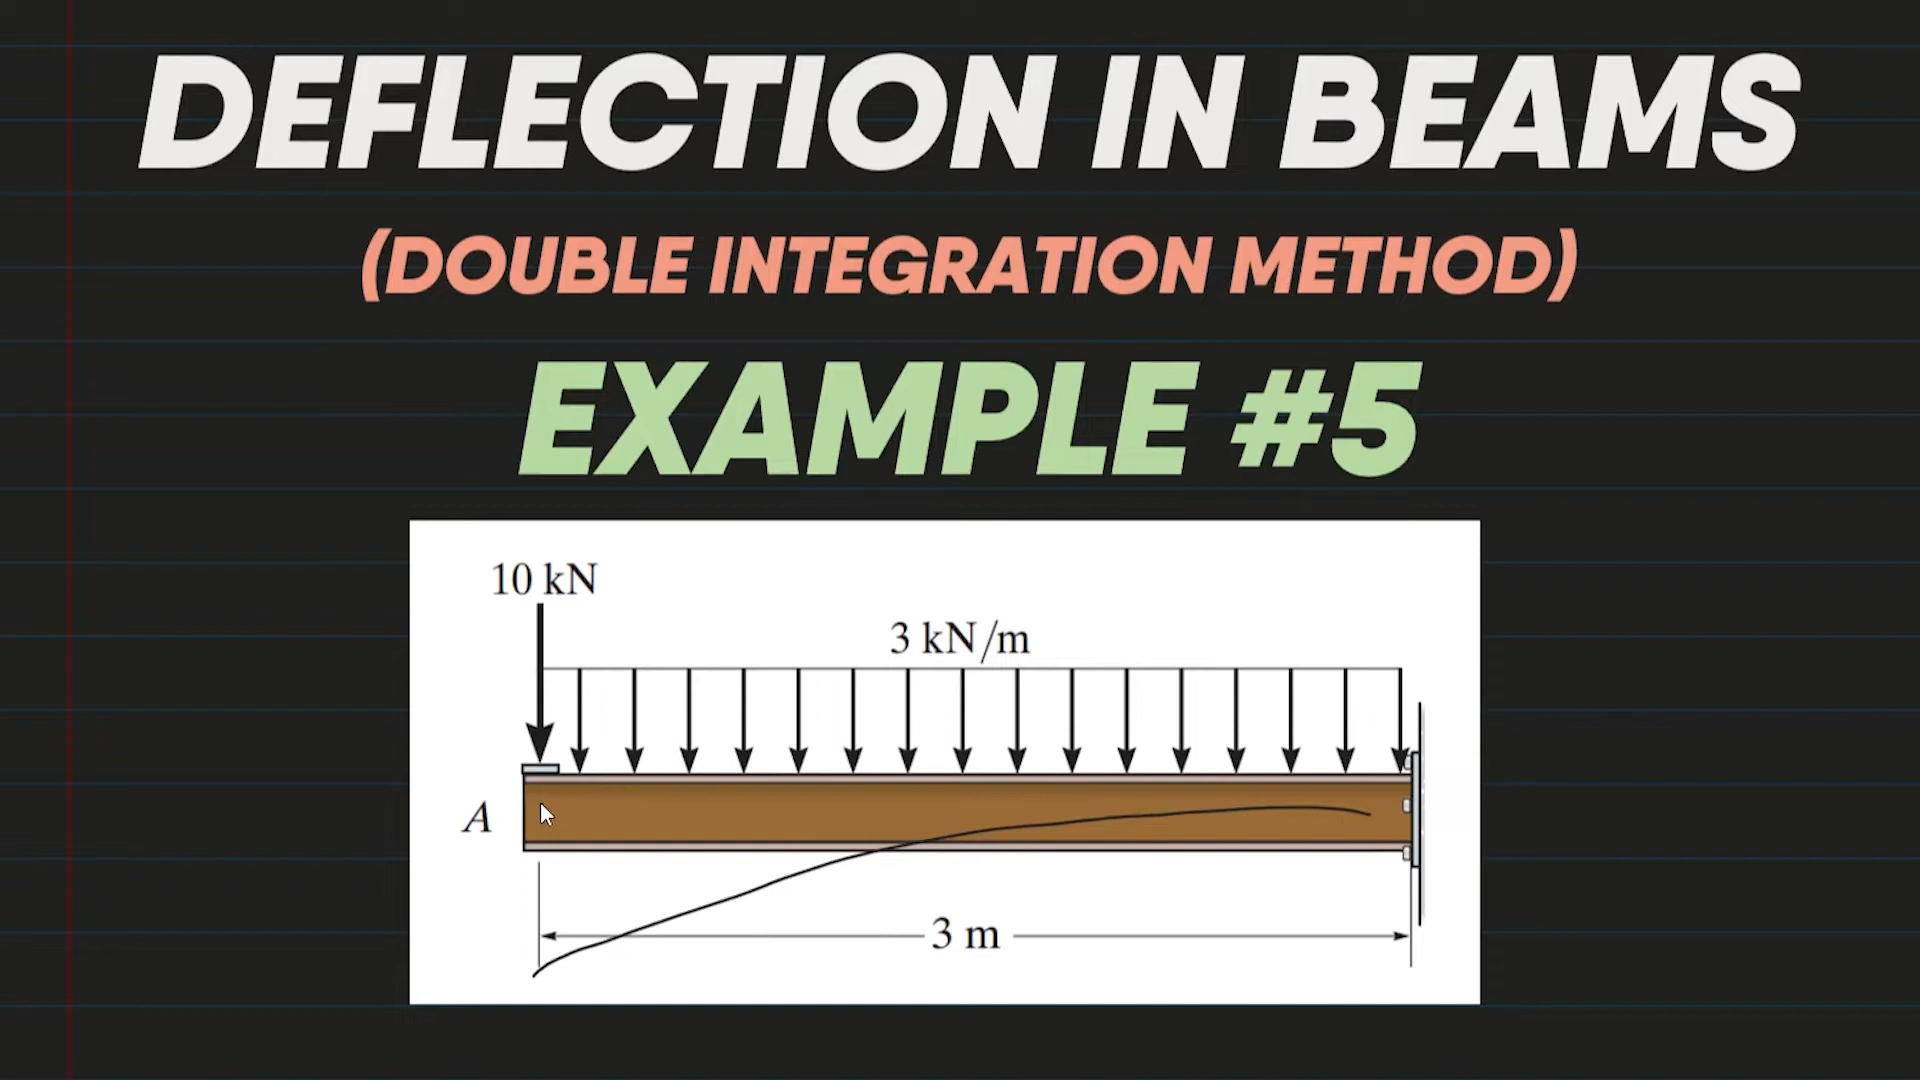 DEFLECTION IN BEAMS
(DOUBLE INTEGRATION METHOD)
EXAMPLE #5
10 kN
3 kN/m
A
3 m